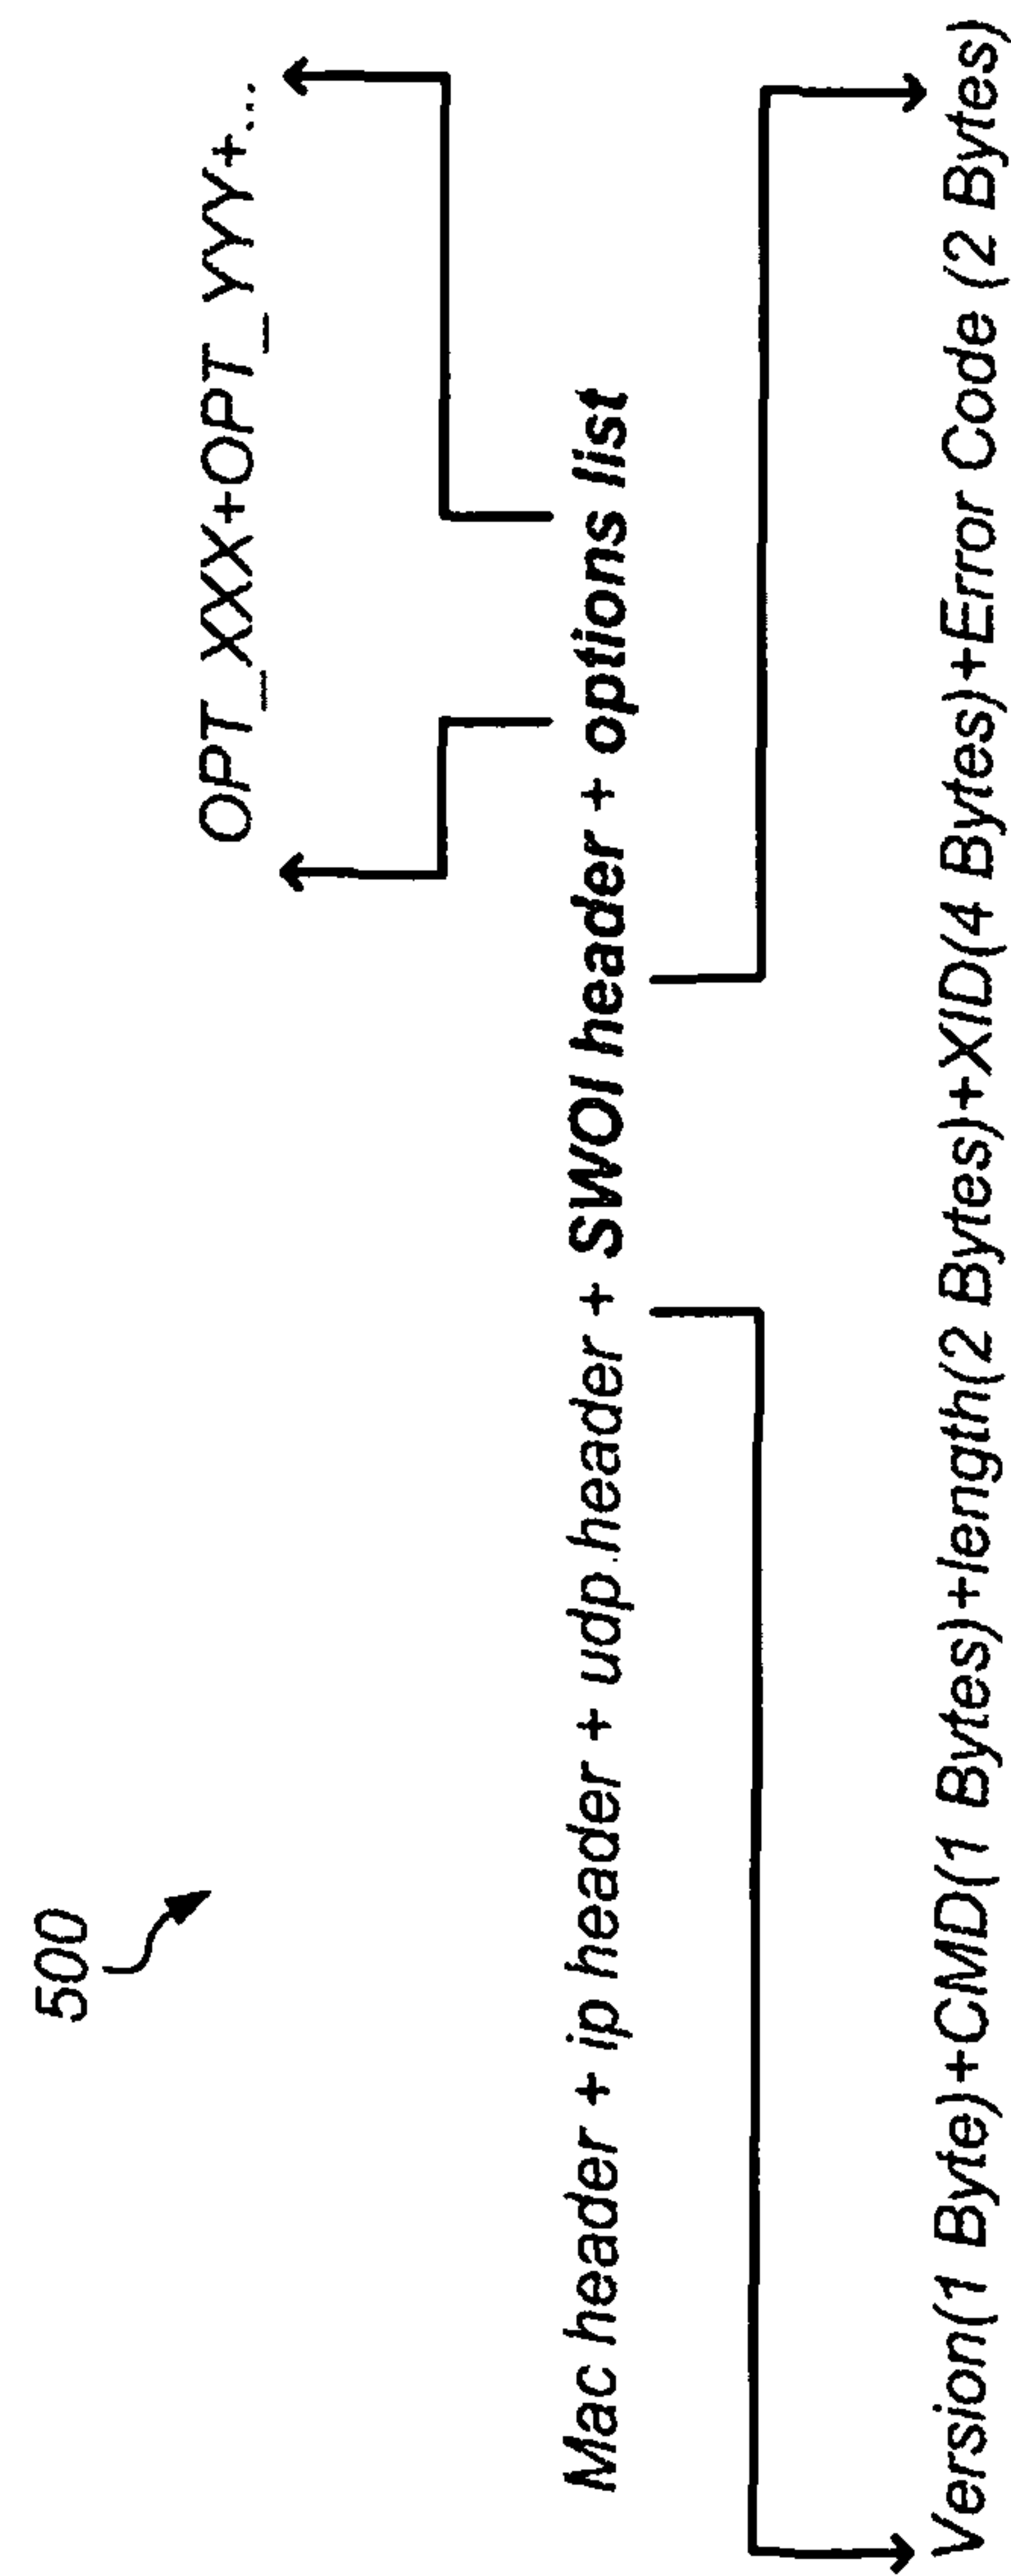 500
OPT_XXX+OPT_YYY+...
Mac header + ip header + udp header + SWOI header + options list
Version(1 Byte)+CMD(1 Bytes)+length(2 Bytes)+XID(4 Bytes)+Error Code (2 Bytes)